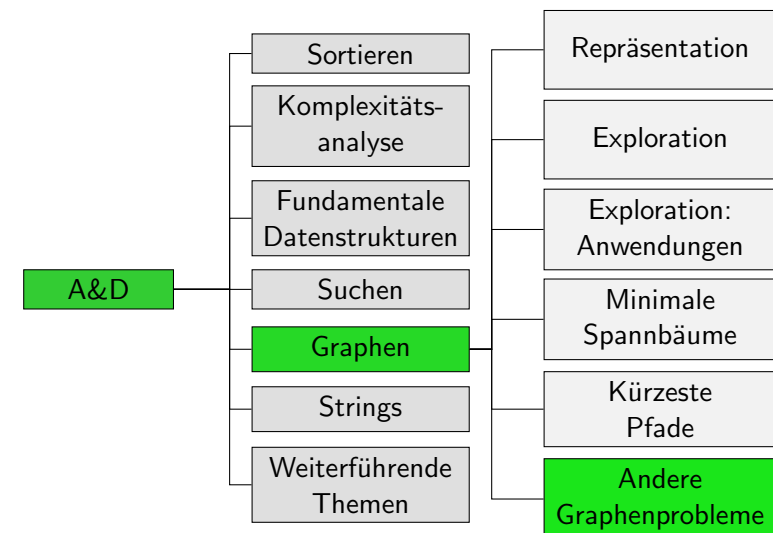 A&D
Sortieren
Komplexitäts-
analyse
Fundamentale
Datenstrukturen
Suchen
Graphen
Strings
Weiterführende
Themen
Repräsentation
Exploration
Exploration:
Anwendungen
Minimale
Spannbäume
Kürzeste
Pfade
Andere
Graphenprobleme